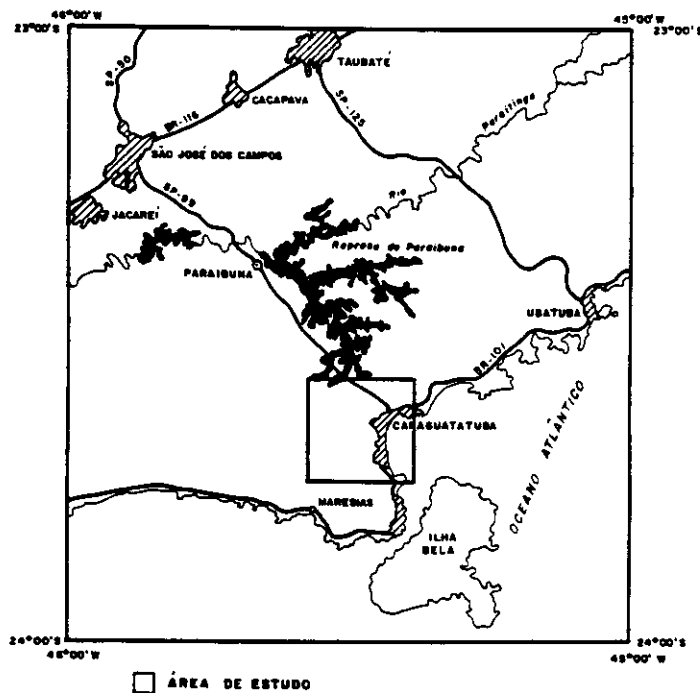 46°00'W
45°00'W
23°00'S
23°00'S
TAUBATÉ
SP-50
CAÇAPAVA
BR-116
SP-125
Paraitinga
SÃO JOSÉ DOS CAMPOS
SP-99
Rio
JACAREÍ
Represa de Paraibuna
PARAIBUNA
UBATUBA
BR-101
CARAGUATATUBA
OCEANO ATLÂNTICO
MARESIAS
ILHA
BELA
24°00'S
24°00'S
46°00'W
45°00'W
ÁREA DE ESTUDO